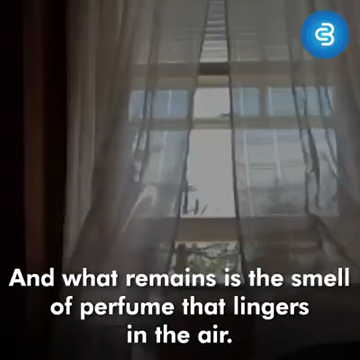 And what remains is the smell
of perfume that lingers
in the air.